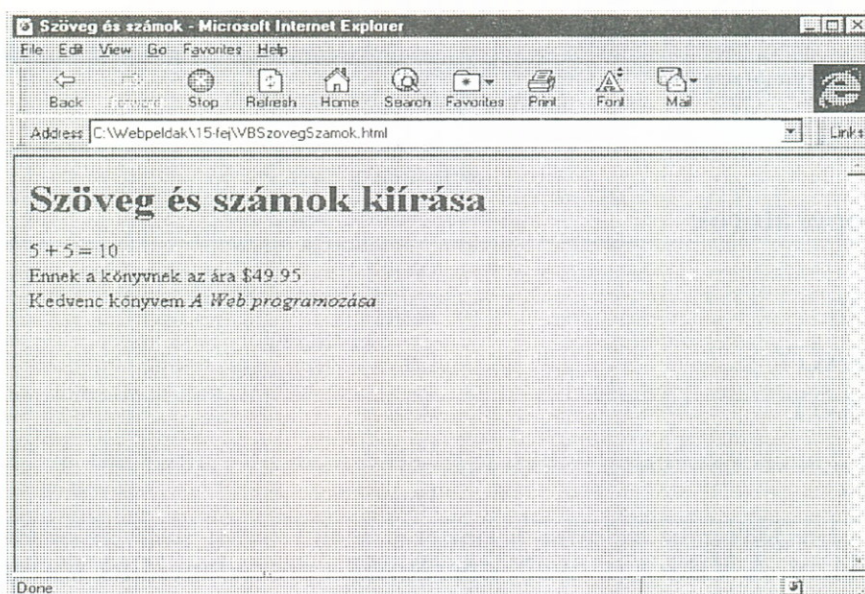 Szöveg és számok - Microsoft Internet Explorer
File Edit View Go Favorites Help
Back Forward Stop Refresh Home Search Favorites Print Font Mail
Address C:\Webpeldak\15-fej\VBSzovegSzamok.html Links
Szöveg és számok kiírása
5 + 5 = 10
Ennek a könyvnek az ára $49.95
Kedvenc könyvem A Web programozása
Done